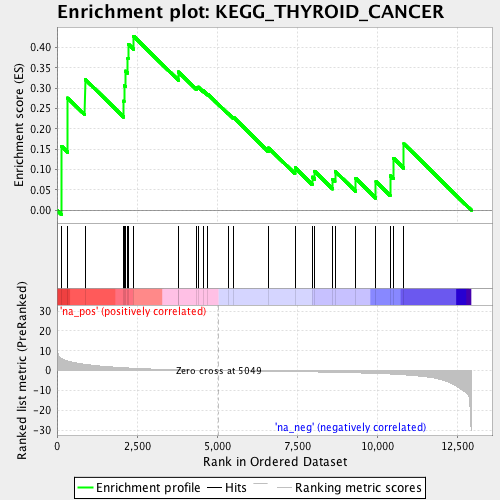 Enrichment plot: KEGG_THYROID_CANCER
Enrichment score (ES)
0.40
0.35
0.30
0.25
0.20
0.15
0.10
0.05
0.00
'na_pos' (positively correlated)
Ranked list metric (PreRanked)
30
20
10
0
-10
-20
-30
Zero cross at 5049
'na_neg' (negatively correlated)
0 2,500 5,000 7,500 10,000 12,500
Rank in Ordered Dataset
Enrichment profile Hits Ranking metric scores